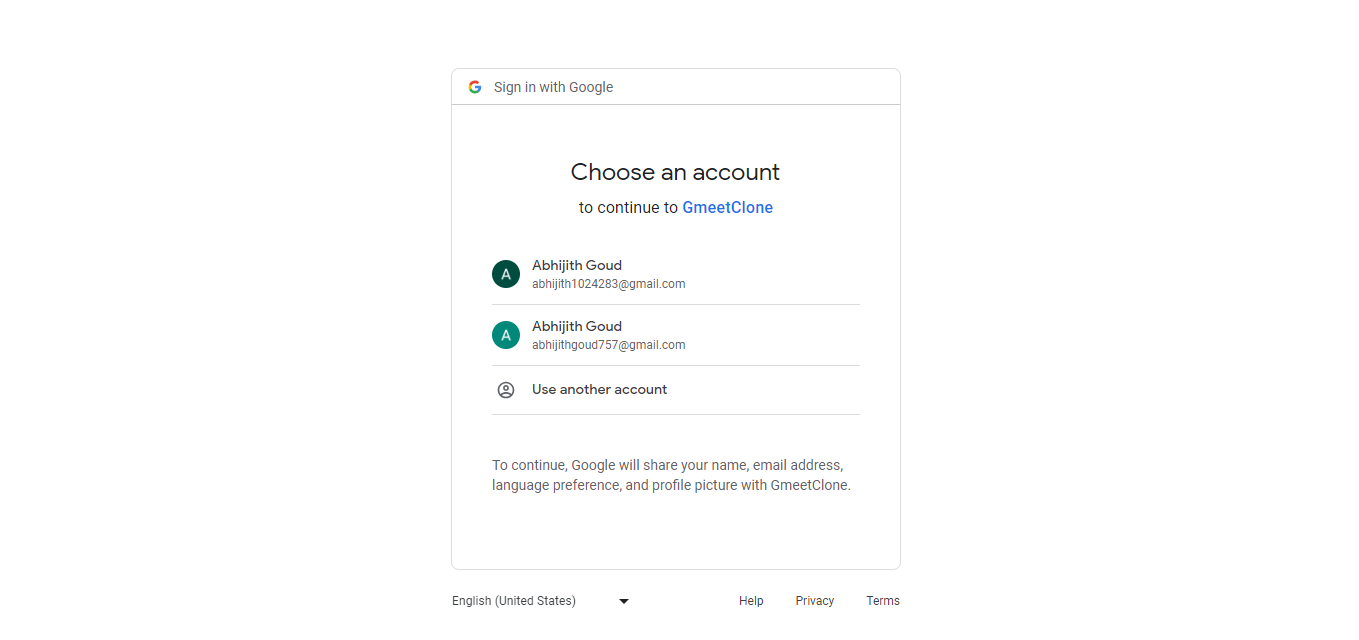 Sign in with Google
Choose an account
to continue to GmeetClone
A
Abhijith Goud
abhijith1024283@gmail.com
A
Abhijith Goud
abhijithgoud757@gmail.com
Use another account
To continue, Google will share your name, email address,
language preference, and profile picture with GmeetClone.
English (United States)
Help Privacy Terms